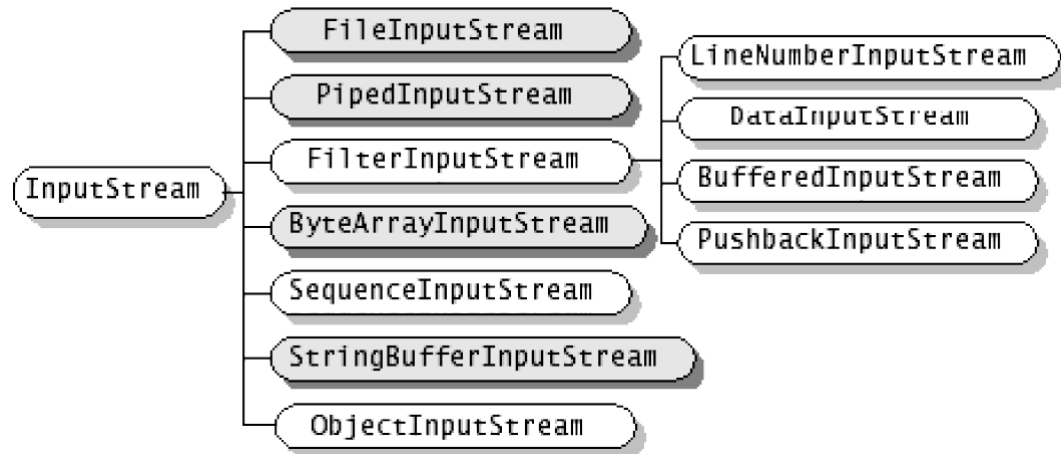 FileInputStream
PipedInputStream
FilterInputStream
InputStream
ByteArrayInputStream
SequenceInputStream
StringBufferInputStream
ObjectInputStream
LineNumberInputStream
DataInputStream
BufferedInputStream
PushbackInputStream